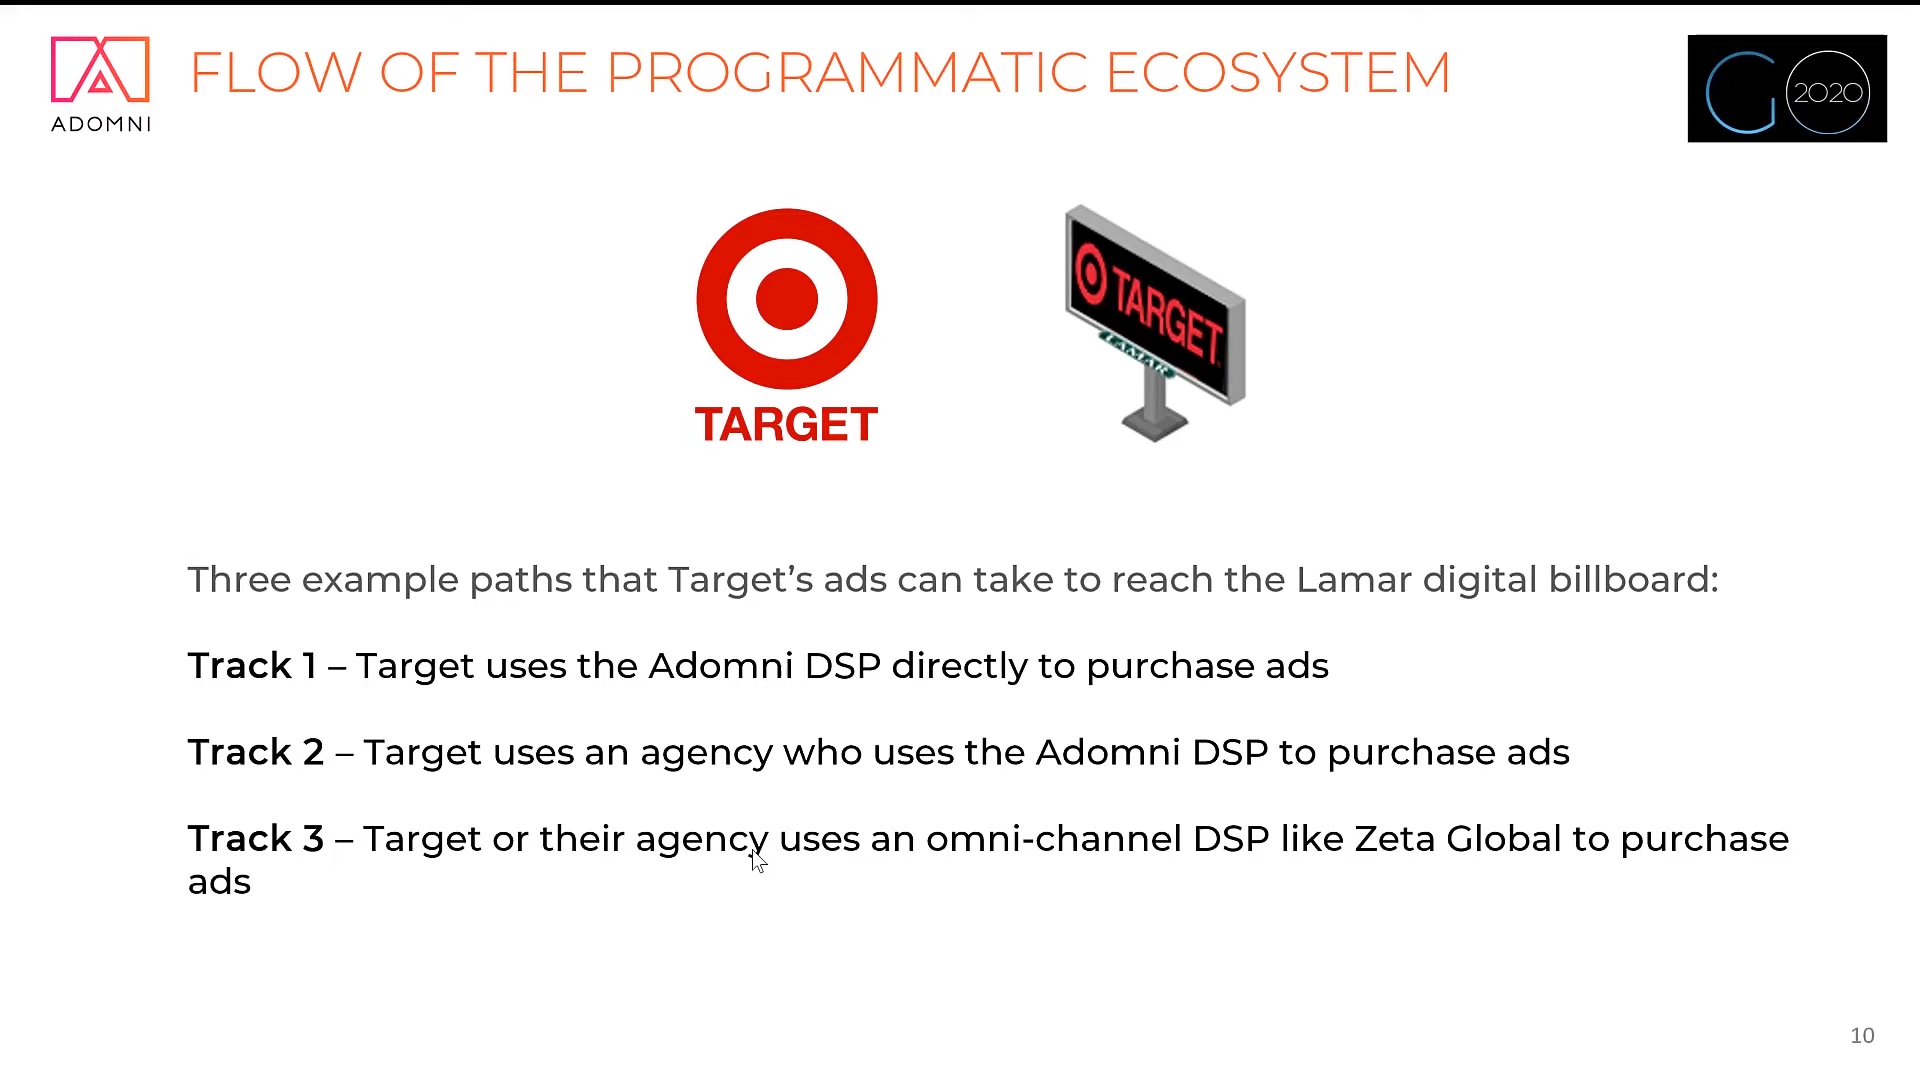 FLOW OF THE PROGRAMMATIC ECOSYSTEM
ADOMNI
GO 2020
TARGET
TARGET
LAMAR
Three example paths that Target’s ads can take to reach the Lamar digital billboard:
Track 1 – Target uses the Adomni DSP directly to purchase ads
Track 2 – Target uses an agency who uses the Adomni DSP to purchase ads
Track 3 – Target or their agency uses an omni-channel DSP like Zeta Global to purchase
ads
10